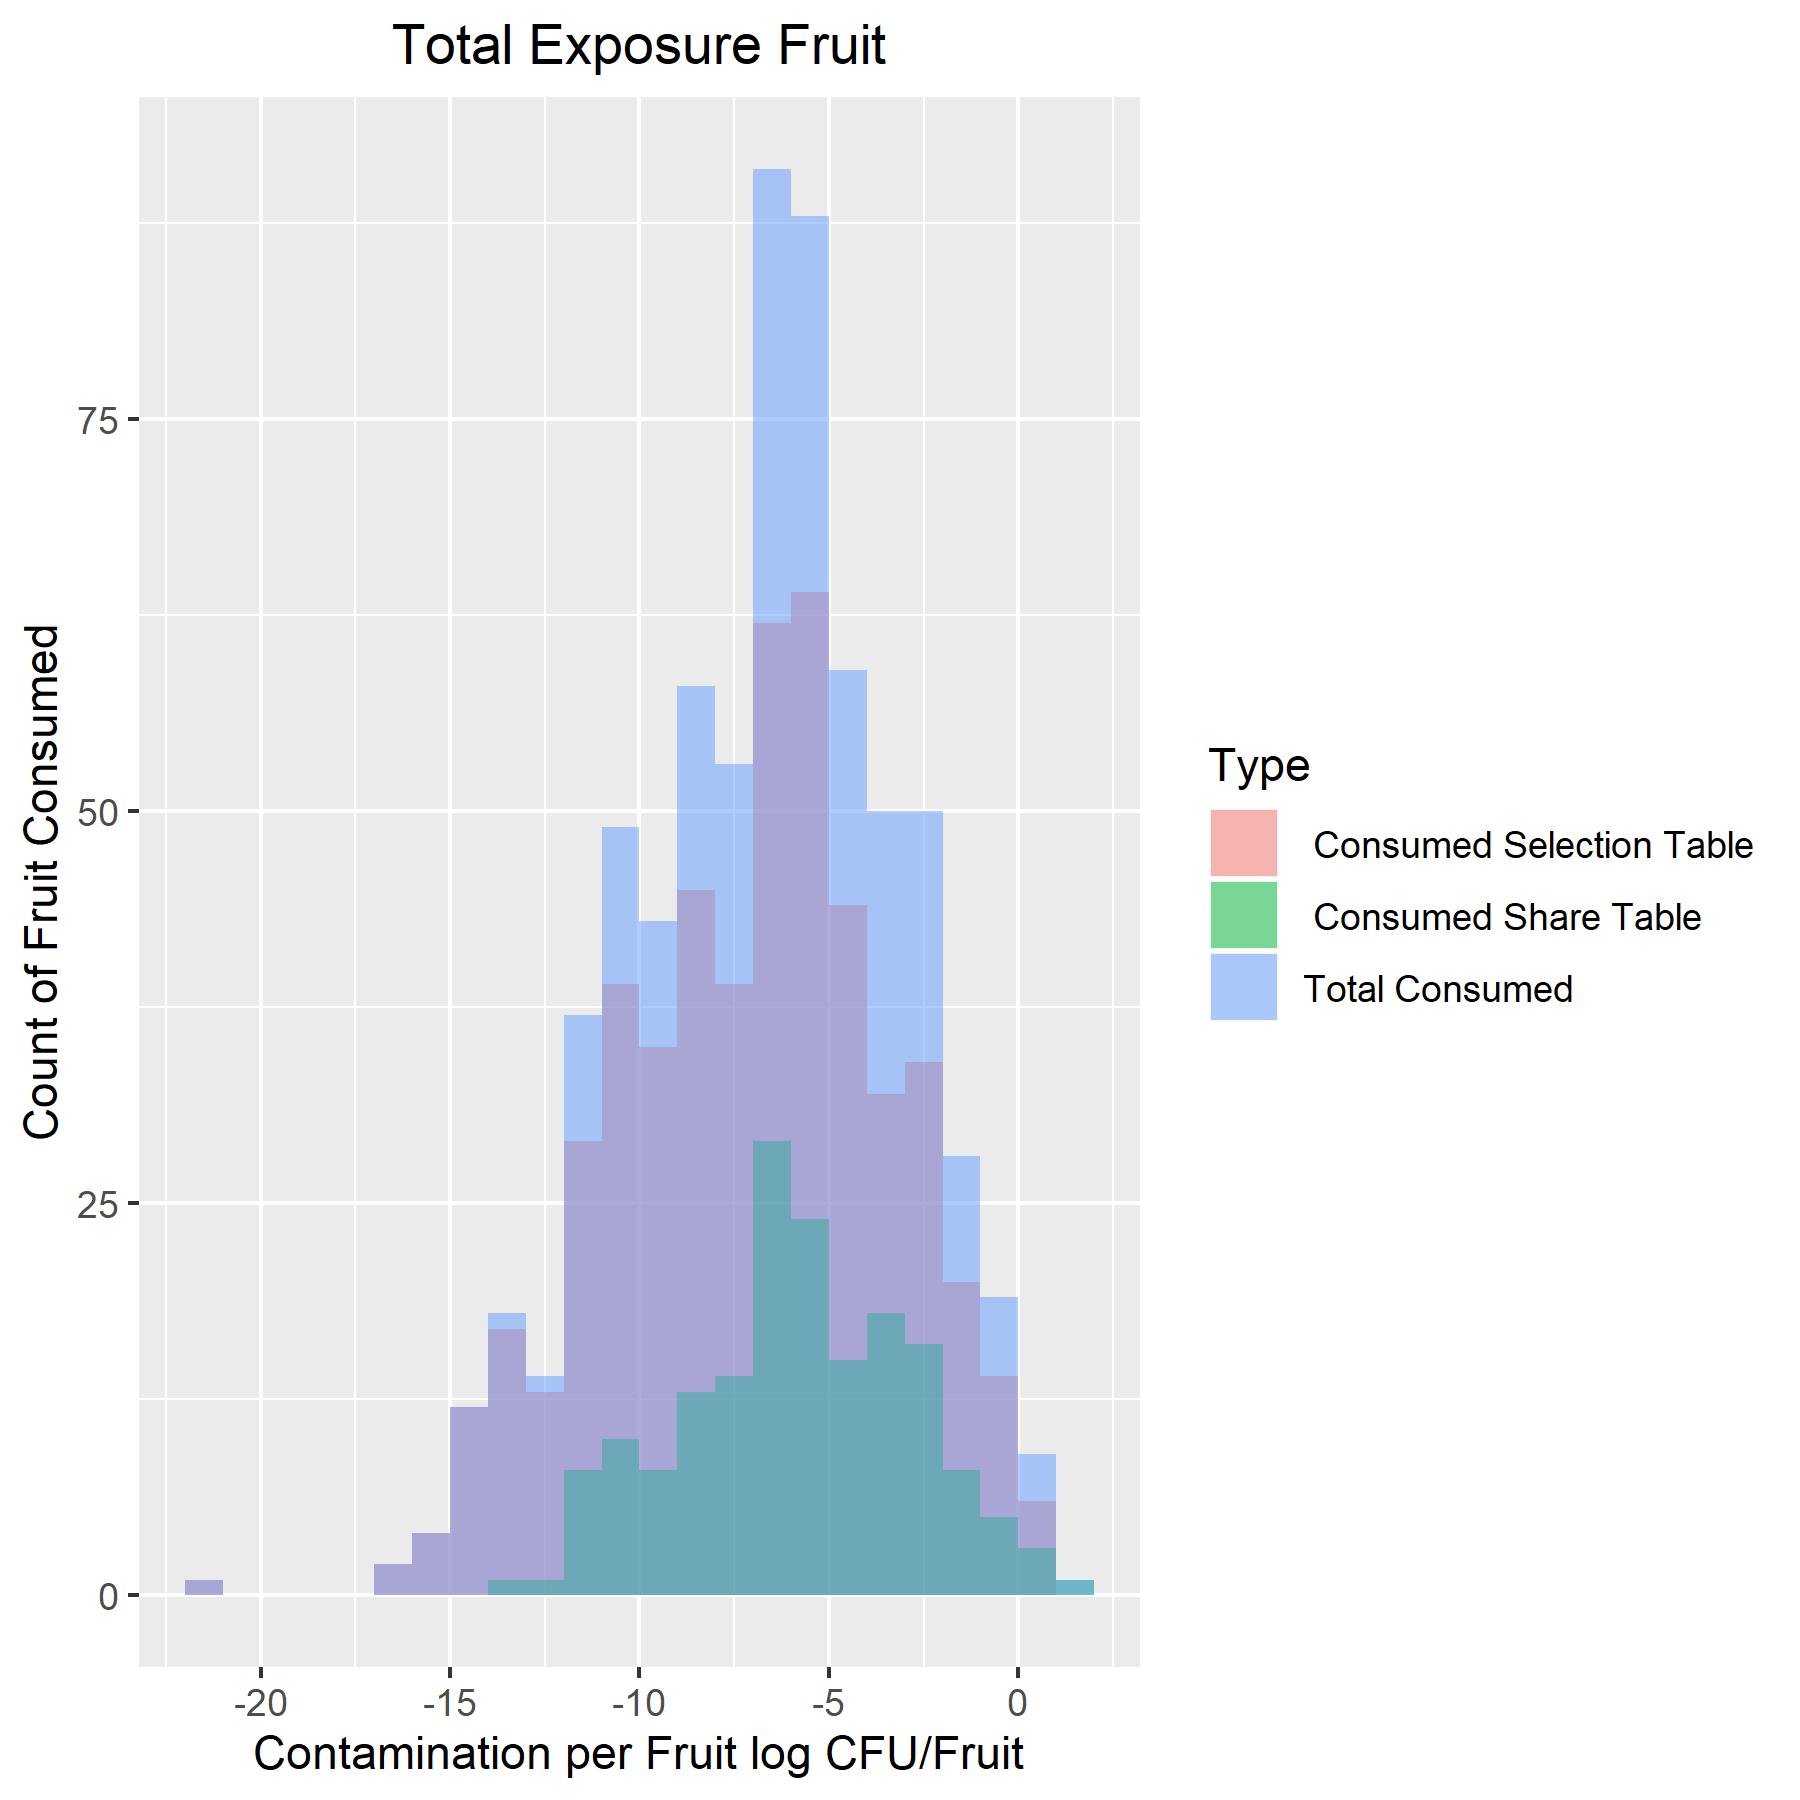 Total Exposure Fruit
Count of Fruit Consumed
75
50
25
0
-20
-15
-10
-5
0
Contamination per Fruit log CFU/Fruit
Type
Consumed Selection Table
Consumed Share Table
Total Consumed